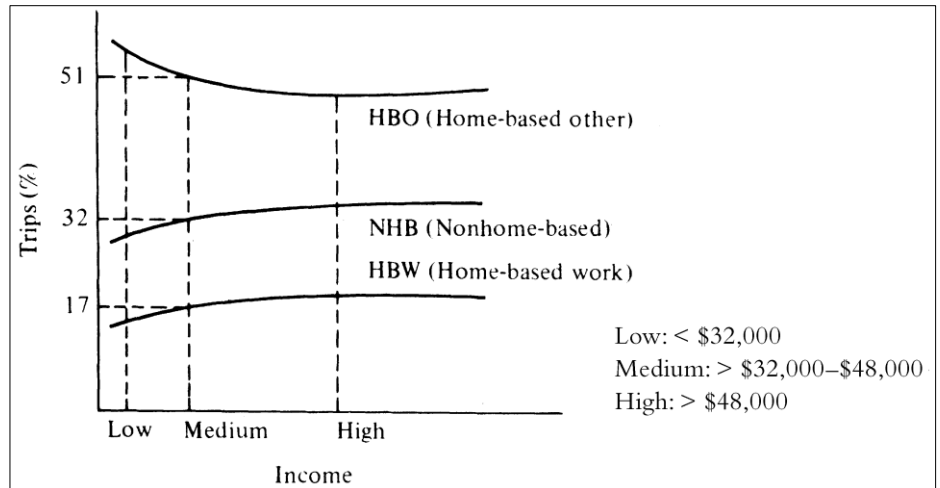 51
HBO (Home-based other)
Trips (%)
32
NHB (Nonhome-based)
HBW (Home-based work)
17
Low: < $32,000
Medium: > $32,000–$48,000
High: > $48,000
Low Medium High
Income